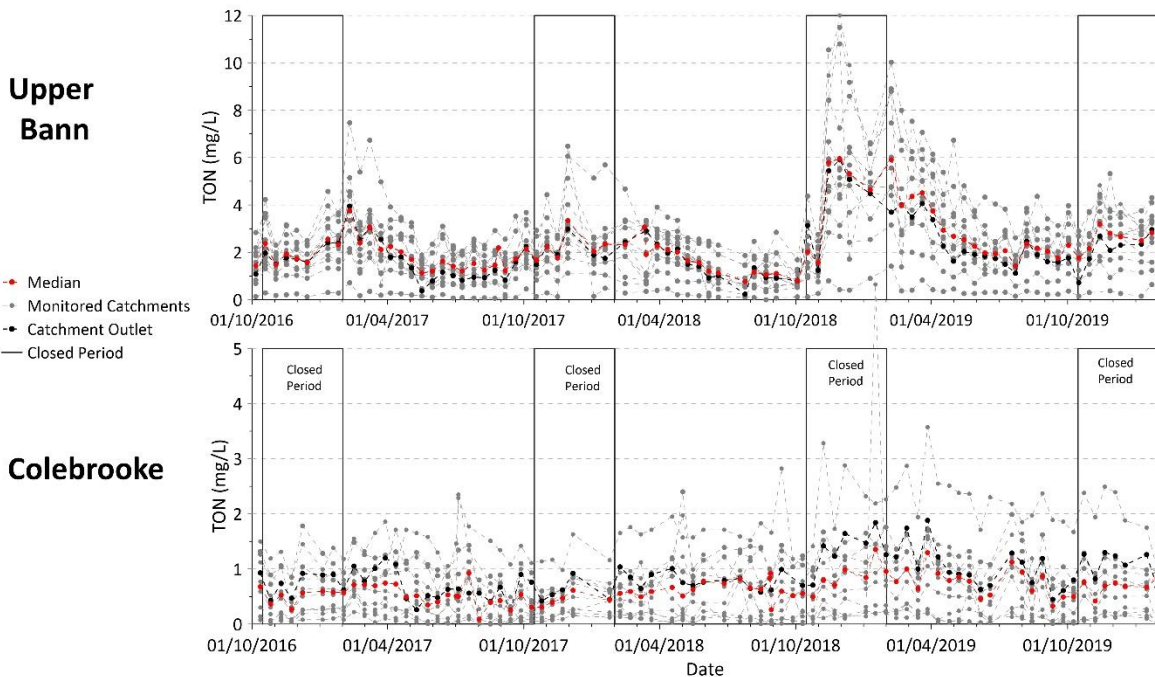 Upper
Bann
Median
Monitored Catchments
Catchment Outlet
Closed Period
TON (mg/L)
12
10
8
6
4
2
0
01/10/2016
01/04/2017
01/10/2017
01/04/2018
01/10/2018
01/04/2019
01/10/2019
Colebrooke
TON (mg/L)
5
4
3
2
1
0
Closed
Period
Closed
Period
Closed
Period
Closed
Period
01/10/2016
01/04/2017
01/10/2017
01/04/2018
01/10/2018
01/04/2019
01/10/2019
Date